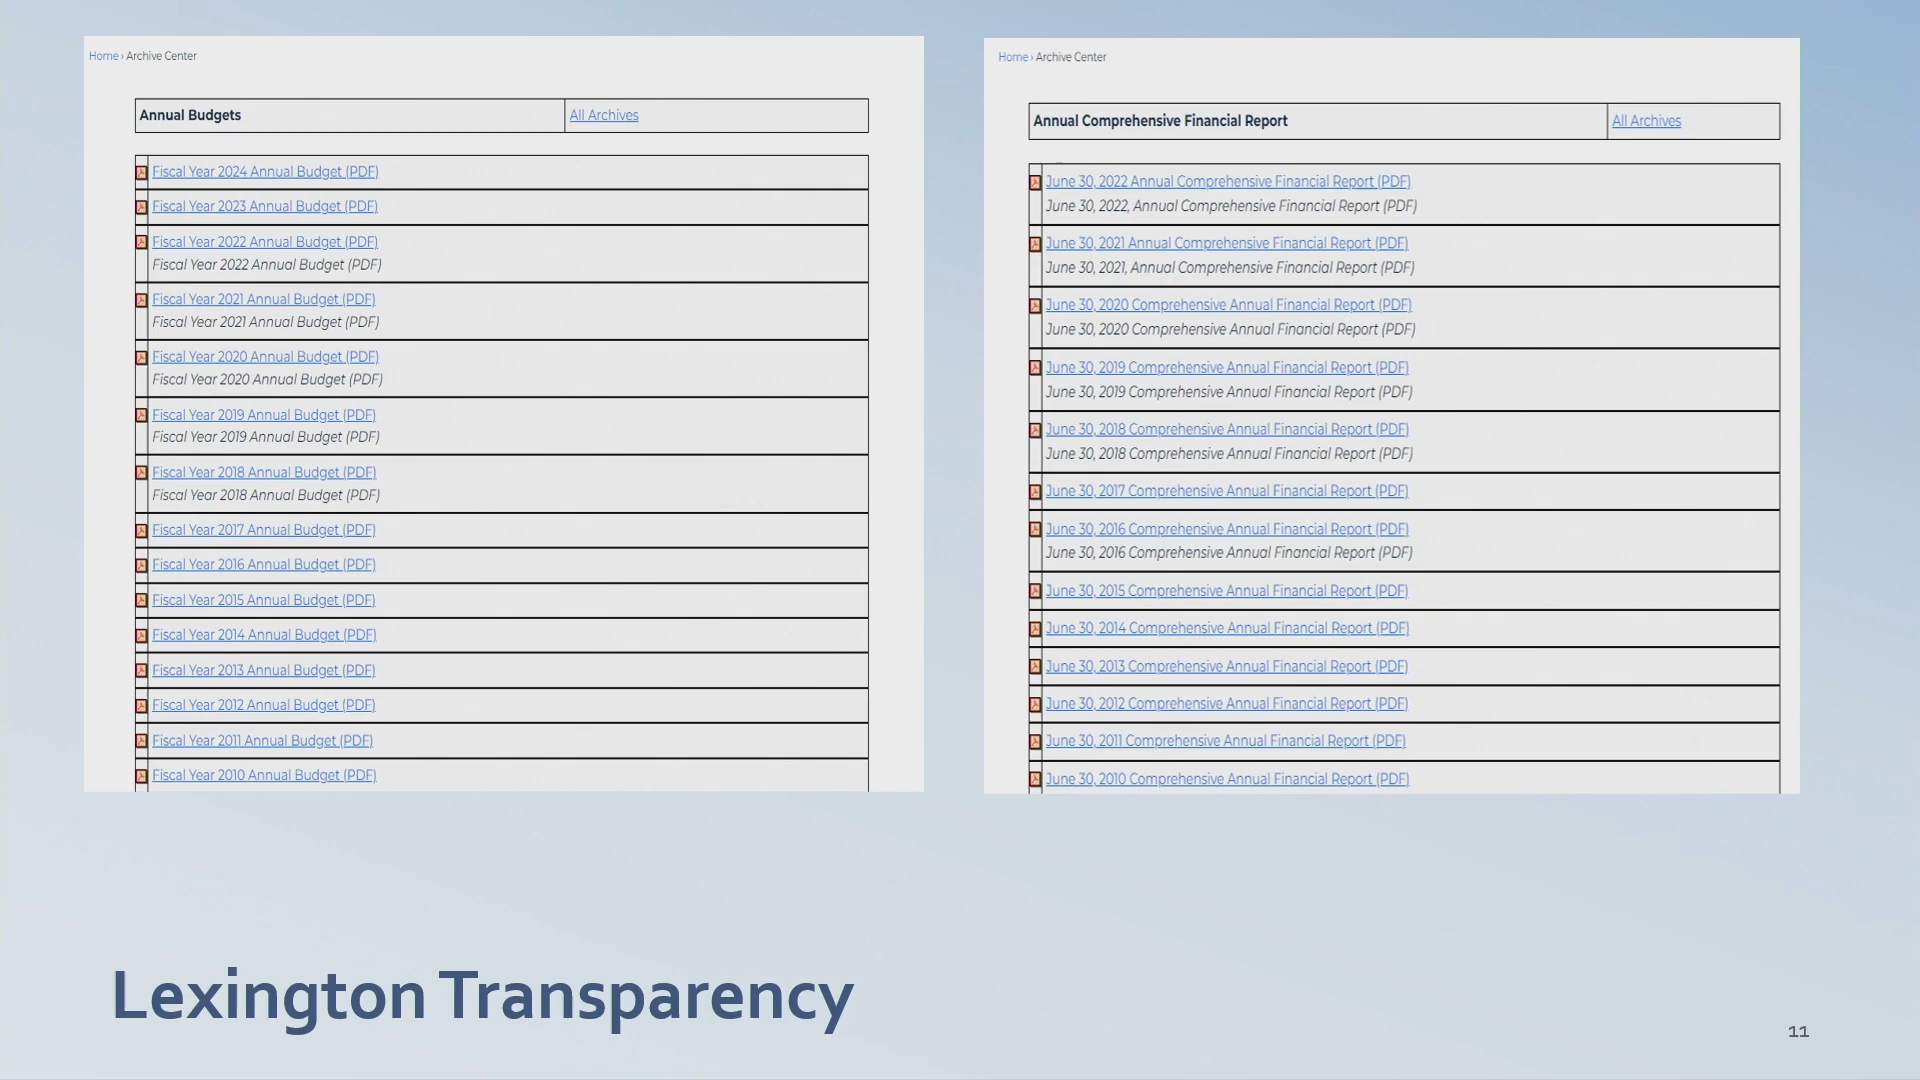 Home › Archive Center
Annual Budgets
All Archives
Fiscal Year 2024 Annual Budget (PDF)
Fiscal Year 2023 Annual Budget (PDF)
Fiscal Year 2022 Annual Budget (PDF)
Fiscal Year 2022 Annual Budget (PDF)
Fiscal Year 2021 Annual Budget (PDF)
Fiscal Year 2021 Annual Budget (PDF)
Fiscal Year 2020 Annual Budget (PDF)
Fiscal Year 2020 Annual Budget (PDF)
Fiscal Year 2019 Annual Budget (PDF)
Fiscal Year 2019 Annual Budget (PDF)
Fiscal Year 2018 Annual Budget (PDF)
Fiscal Year 2018 Annual Budget (PDF)
Fiscal Year 2017 Annual Budget (PDF)
Fiscal Year 2016 Annual Budget (PDF)
Fiscal Year 2015 Annual Budget (PDF)
Fiscal Year 2014 Annual Budget (PDF)
Fiscal Year 2013 Annual Budget (PDF)
Fiscal Year 2012 Annual Budget (PDF)
Fiscal Year 2011 Annual Budget (PDF)
Fiscal Year 2010 Annual Budget (PDF)
Home › Archive Center
Annual Comprehensive Financial Report
All Archives
June 30, 2022 Annual Comprehensive Financial Report (PDF)
June 30, 2022, Annual Comprehensive Financial Report (PDF)
June 30, 2021 Annual Comprehensive Financial Report (PDF)
June 30, 2021, Annual Comprehensive Financial Report (PDF)
June 30, 2020 Comprehensive Annual Financial Report (PDF)
June 30, 2020 Comprehensive Annual Financial Report (PDF)
June 30, 2019 Comprehensive Annual Financial Report (PDF)
June 30, 2019 Comprehensive Annual Financial Report (PDF)
June 30, 2018 Comprehensive Annual Financial Report (PDF)
June 30, 2018 Comprehensive Annual Financial Report (PDF)
June 30, 2017 Comprehensive Annual Financial Report (PDF)
June 30, 2016 Comprehensive Annual Financial Report (PDF)
June 30, 2016 Comprehensive Annual Financial Report (PDF)
June 30, 2015 Comprehensive Annual Financial Report (PDF)
June 30, 2014 Comprehensive Annual Financial Report (PDF)
June 30, 2013 Comprehensive Annual Financial Report (PDF)
June 30, 2012 Comprehensive Annual Financial Report (PDF)
June 30, 2011 Comprehensive Annual Financial Report (PDF)
June 30, 2010 Comprehensive Annual Financial Report (PDF)
Lexington Transparency
11